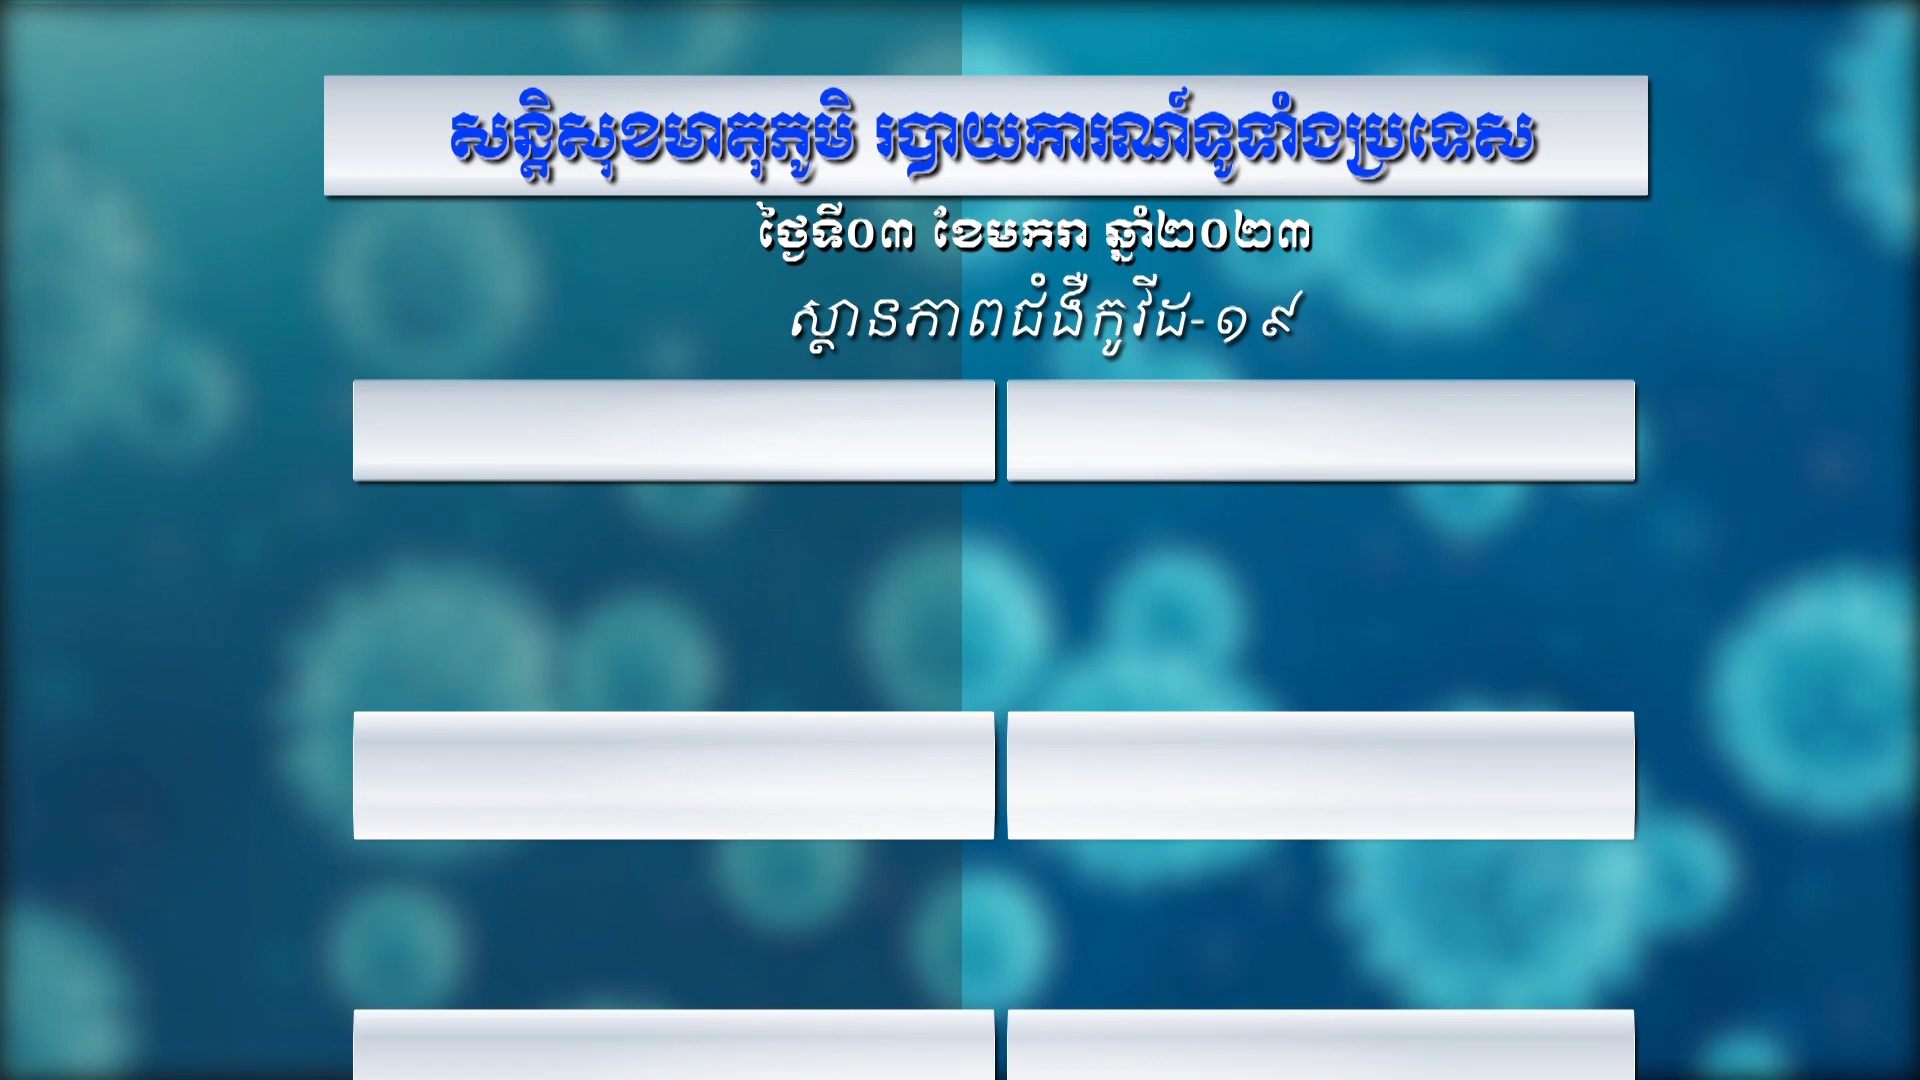 សន្តិសុខមាតុភូមិ របាយការណ៍ទូទាំងប្រទេស
ថ្ងៃទី០៣ ខែមករា ឆ្នាំ២០២៣
ស្ថានភាពជំងឺកូវីដ-១៩